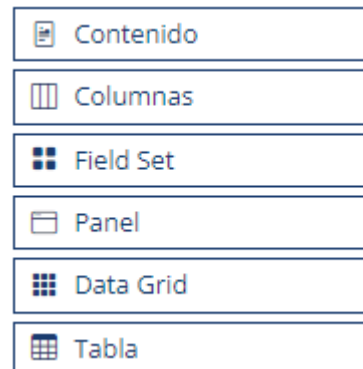 Contenido
Columnas
Field Set
Panel
Data Grid
Tabla